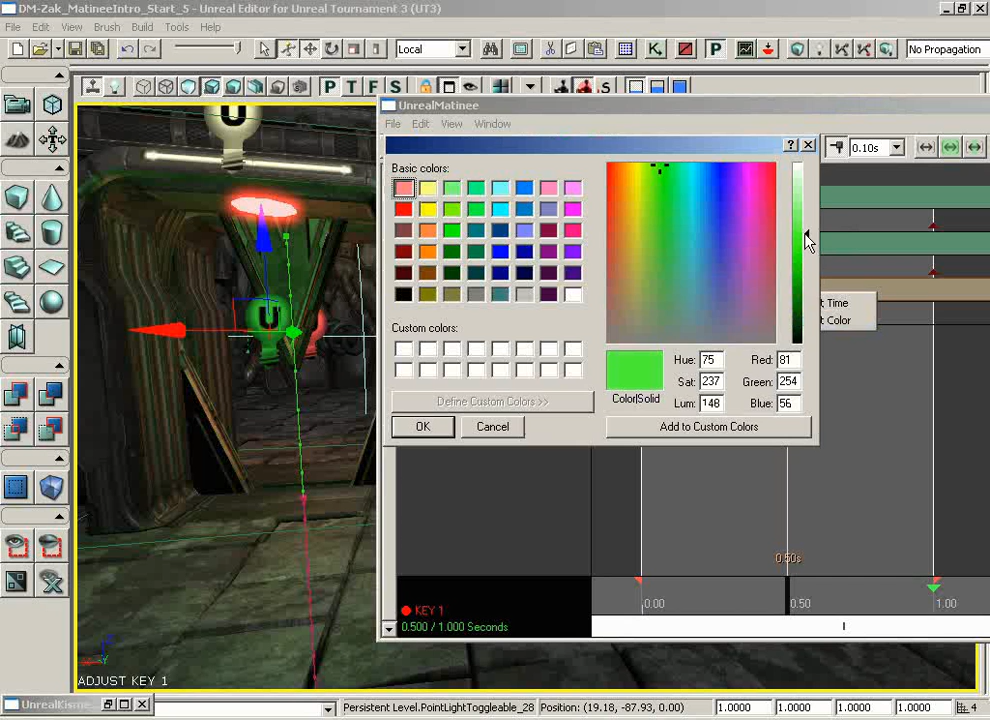 DM-Zak_MatineeIntro_Start_5 - Unreal Editor for Unreal Tournament 3 (UT3)
File Edit View Brush Build Tools Help
Local
K P No Propagation
P T F S
S
UnrealMatinee
File Edit View Window
?
Basic colors:
0.10s
Custom colors:
t Time
t Color
Define Custom Colors >>
Color|Solid
Hue: 75
Sat: 237
Lum: 148
Red: 81
Green: 254
Blue: 56
OK
Cancel
Add to Custom Colors
U
U
0.50s
KEY 1
0.500 / 1.000 Seconds
0.00
0.50
1.00
ADJUST KEY 1
UnrealKisme
Persistent Level.PointLightToggleable_28
Position: (19.18, -87.93, 0.00)
1.0000
1.0000
1.0000
1.0000
4